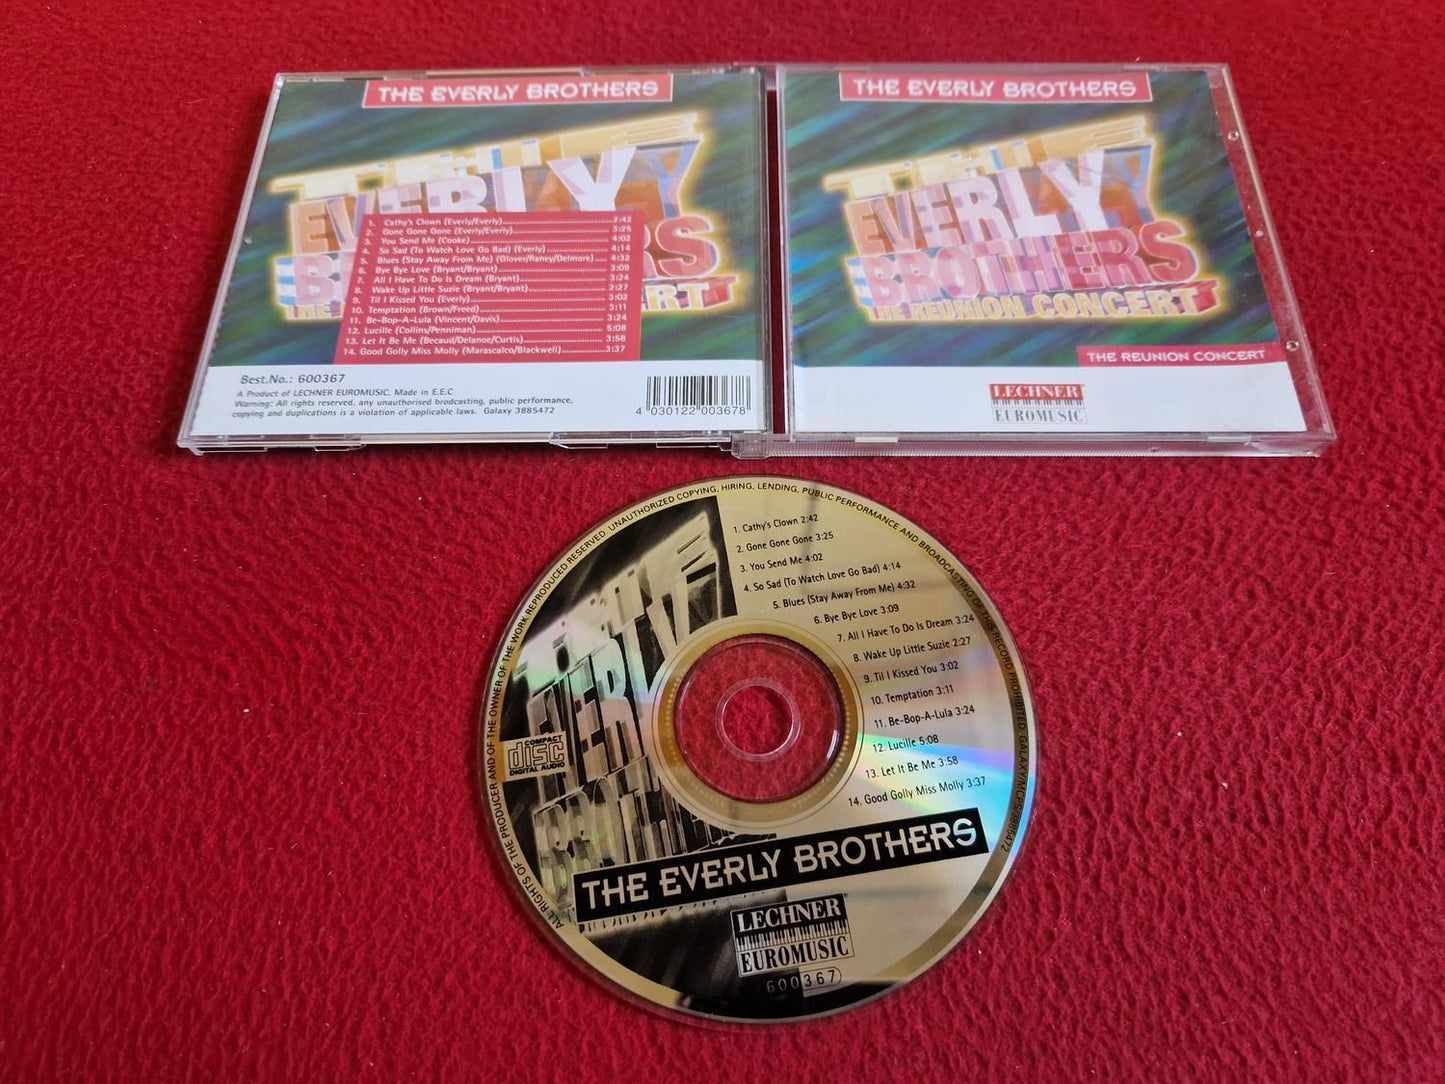 THE EVERLY BROTHERS
THE
EVERLY
1. Cathy's Clown (Everly/Everly)........2:43
2. Gone Gone Gone (Everly/Everly)........3:25
3. You Send Me (Cooke)........4:02
4. So Sad (To Watch Love Go Bad) (Everly)........4:14
5. Blues (Stay Away From Me) (Glover/Raney/Delmore)....4:32
6. Bye Bye Love (Bryant/Bryant)........3:09
7. All I Have To Do Is Dream (Bryant)........3:24
8. Wake Up Little Suzie (Bryant/Bryant)........2:27
9. Til I Kissed You (Everly)........3:02
10. Temptation (Brown/Freed)........3:11
11. Be-Bop-A-Lula (Vincent/Davis)........3:24
12. Lucille (Collins/Penniman)........5:08
13. Let It Be Me (Becaud/Delanoe/Curtis)........3:58
14. Good Golly Miss Molly (Marascalco/Blackwell)........3:37
Best.No.: 600367
A Product of LECHNER EUROMUSIC. Made in E.E.C
Warning: All rights reserved, any unauthorised brodcasting, public performance,
copying and duplications is a violation of applicable laws. Galaxy 3885472
4 030122 003678
THE EVERLY BROTHERS
THE
EVERLY
BROTHERS
THE REUNION CONCERT
THE REUNION CONCERT
LECHNER
EUROMUSIC
ALL RIGHTS OF THE PRODUCER AND OF THE OWNER OF THE WORK REPRODUCED RESERVED. UNAUTHORIZED COPYING, HIRING, LENDING, PUBLIC PERFORMANCE AND BROADCASTING OF THIS RECORD PROHIBITED. GALAXY/MCPS3885472
1. Cathy's Clown 2:42
2. Gone Gone Gone 3:25
3. You Send Me 4:02
4. So Sad (To Watch Love Go Bad) 4:14
5. Blues (Stay Away From Me) 4:32
6. Bye Bye Love 3:09
7. All I Have To Do Is Dream 3:24
8. Wake Up Little Suzie 2:27
9. Til I Kissed You 3:02
10. Temptation 3:11
11. Be-Bop-A-Lula 3:24
12. Lucille 5:08
13. Let It Be Me 3:58
14. Good Golly Miss Molly 3:37
EVERLY
COMPACT
disc
DIGITAL AUDIO
THE EVERLY BROTHERS
LECHNER
EUROMUSIC
600367